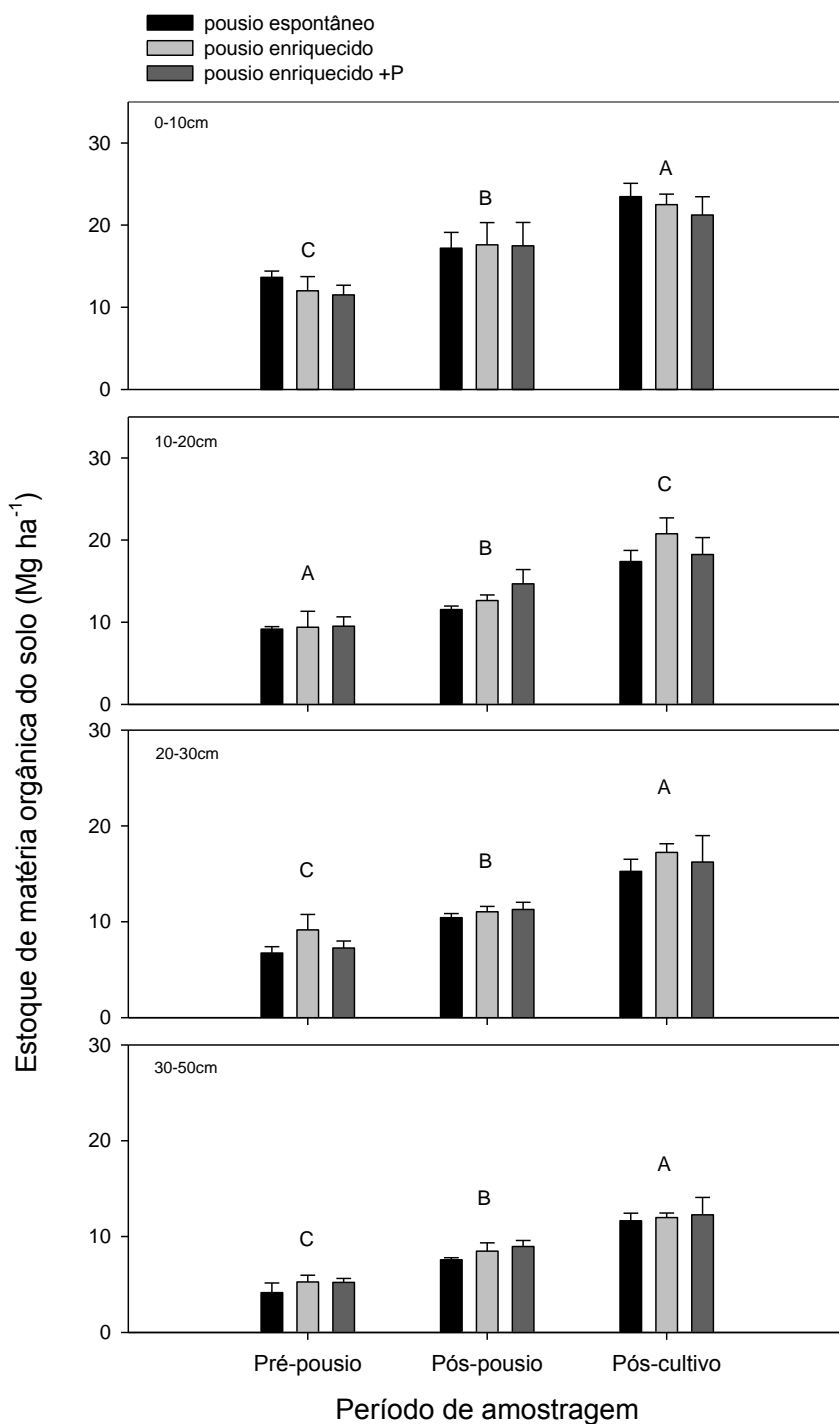 pousio espontâneo
pousio enriquecido
pousio enriquecido +P
Estoque de matéria orgânica do solo (Mg ha⁻¹)
0-10cm
30
20
10
0
C
B
A
10-20cm
30
20
10
0
A
B
C
20-30cm
30
20
10
0
C
B
A
30-50cm
30
20
10
0
C
B
A
Pré-pousio Pós-pousio Pós-cultivo
Período de amostragem